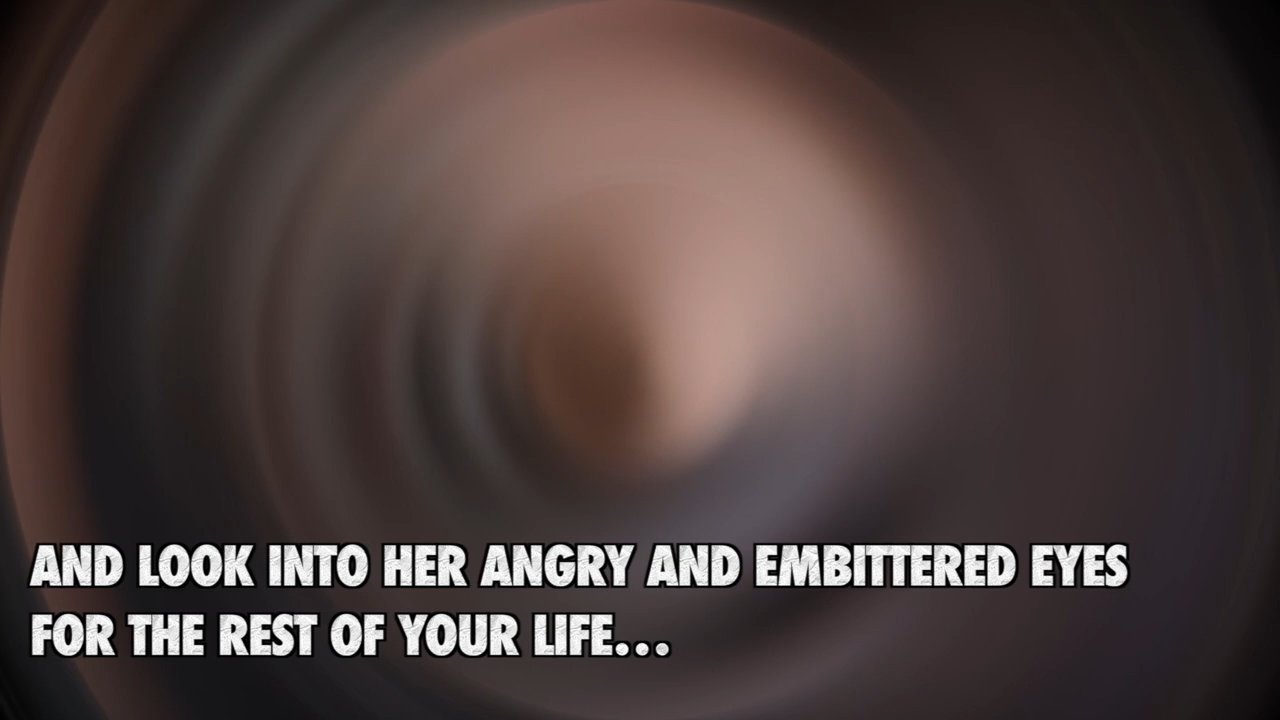 AND LOOK INTO HER ANGRY AND EMBITTERED EYES
FOR THE REST OF YOUR LIFE...